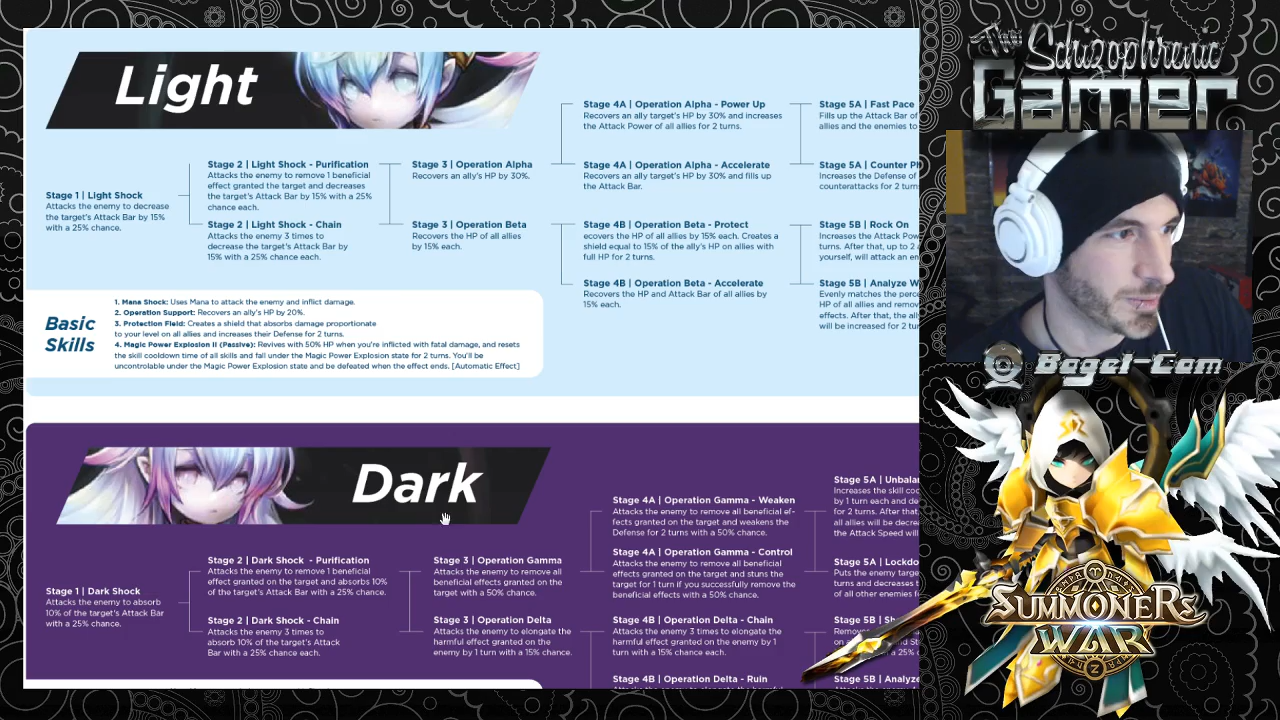 The
Schizophrenic
Gamer
Light
Stage 1 | Light Shock
Attacks the enemy to decrease
the target's Attack Bar by 15%
with a 25% chance.
Stage 2 | Light Shock - Purification
Attacks the enemy to remove 1 beneficial
effect granted the target and decreases
the target's Attack Bar by 15% with a 25%
chance each.
Stage 2 | Light Shock - Chain
Attacks the enemy 3 times to
decrease the target's Attack Bar by
15% with a 25% chance each.
Stage 3 | Operation Alpha
Recovers an ally's HP by 30%.
Stage 3 | Operation Beta
Recovers the HP of all allies
by 15% each.
Stage 4A | Operation Alpha - Power Up
Recovers an ally target's HP by 30% and increases
the Attack Power of all allies for 2 turns.
Stage 4A | Operation Alpha - Accelerate
Recovers an ally target's HP by 30% and fills up
the Attack Bar.
Stage 4B | Operation Beta - Protect
ecovers the HP of all allies by 15% each. Creates a
shield equal to 15% of the ally's HP on allies with
full HP for 2 turns.
Stage 4B | Operation Beta - Accelerate
Recovers the HP and Attack Bar of all allies by
15% each.
Stage 5A | Fast Pace
Fills up the Attack Bar of
allies and the enemies to
Stage 5A | Counter
Increases the Defense of
counterattacks for 2 turn
Stage 5B | Rock On
Increases the Attack Pow
turns. After that, up to 2
yourself, will attack an en
Stage 5B | Analyze W
Evenly matches the perce
HP of all allies and remov
effects. After that, the all
will be increased for 2 tur
Basic
Skills
1. Mana Shock: Uses Mana to attack the enemy and inflict damage.
2. Operation Support: Recovers an ally's HP by 20%.
3. Protection Field: Creates a shield that absorbs damage proportionate
to your level on all allies and increases their Defense for 2 turns.
4. Magic Power Explosion II (Passive): Revives with 50% HP when you're inflicted with fatal damage, and resets
the skill cooldown time of all skills and fall under the Magic Power Explosion state for 2 turns. You'll be
uncontrolable under the Magic Power Explosion state and be defeated when the effect ends. [Automatic Effect]
Dark
Stage 1 | Dark Shock
Attacks the enemy to absorb
10% of the target's Attack Bar
with a 25% chance.
Stage 2 | Dark Shock - Purification
Attacks the enemy to remove 1 beneficial
effect granted on the target and absorbs 10%
of the target's Attack Bar with a 25% chance.
Stage 2 | Dark Shock - Chain
Attacks the enemy 3 times to
absorb 10% of the target's Attack
Bar with a 25% chance each.
Stage 3 | Operation Gamma
Attacks the enemy to remove all
beneficial effects granted on the
target with a 50% chance.
Stage 3 | Operation Delta
Attacks the enemy to elongate the
harmful effect granted on the
enemy by 1 turn with a 15% chance.
Stage 4A | Operation Gamma - Weaken
Attacks the enemy to remove all beneficial ef-
fects granted on the target and weakens the
Defense for 2 turns with a 50% chance.
Stage 4A | Operation Gamma - Control
Attacks the enemy to remove all beneficial
effects granted on the target and stuns the
target for 1 turn if you successfully remove the
beneficial effects with a 50% chance.
Stage 4B | Operation Delta - Chain
Attacks the enemy 3 times to elongate the
harmful effect granted on the enemy by 1
turn with a 15% chance each.
Stage 4B | Operation Delta - Ruin
Stage 5A | Unbala
Increases the skill coo
by 1 turn each and de
for 2 turns. After that,
all allies will be decre
the Attack Speed will
Stage 5A | Lockdo
Puts the enemy targe
turns and decreases t
of all other enemies f
Stage 5B | Sh
Stage 5B | Analyze
Baget Cam
SUMMONERS
WAR